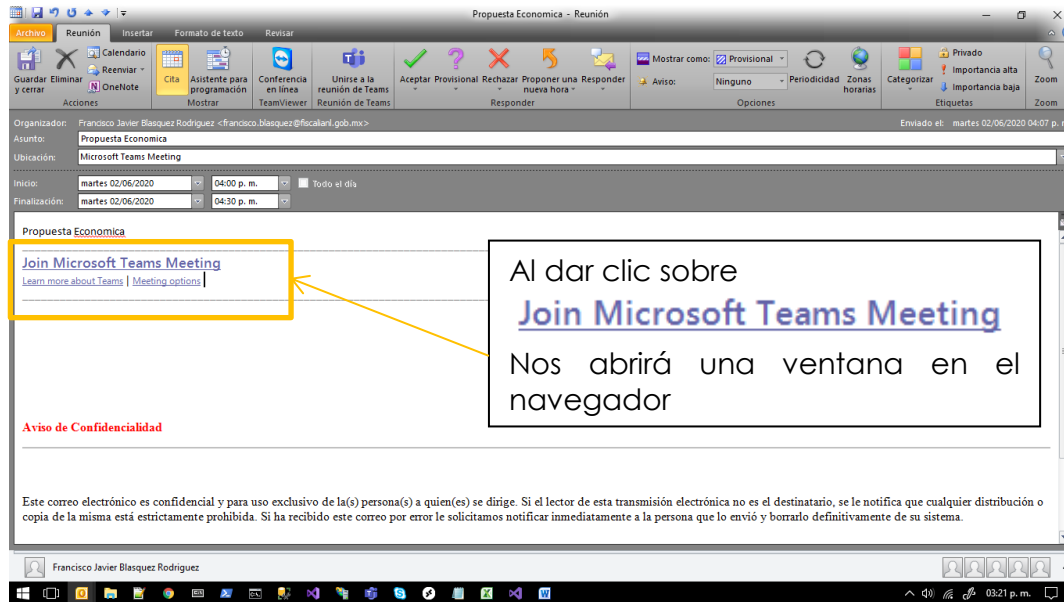 Propuesta Economica - Reunión
Archivo Reunión Insertar Formato de texto Revisar
Guardar y cerrar
Eliminar
Calendario
Reenviar
OneNote
Acciones
Cita
Asistente para programación
Mostrar
Conferencia en línea
TeamViewer
Unirse a la reunión de Teams
Reunión de Teams
Aceptar Provisional Rechazar Proponer una nueva hora Responder
Responder
Mostrar como: Provisional
Aviso: Ninguno
Periodicidad
Zonas horarias
Opciones
Categorizar
Privado
Importancia alta
Importancia baja
Etiquetas
Zoom
Zoom
Organizador: Francisco Javier Blasquez Rodriguez <francisco.blasquez@fiscalianl.gob.mx> Enviado el: martes 02/06/2020 04:07 p.
Asunto: Propuesta Economica
Ubicación: Microsoft Teams Meeting
Inicio: martes 02/06/2020 04:00 p. m. Todo el día
Finalización: martes 02/06/2020 04:30 p. m.
Propuesta Economica
Join Microsoft Teams Meeting
Learn more about Teams | Meeting options
Al dar clic sobre
Join Microsoft Teams Meeting
Nos abrirá una ventana en el
navegador
Aviso de Confidencialidad
Este correo electrónico es confidencial y para uso exclusivo de la(s) persona(s) a quien(es) se dirige. Si el lector de esta transmisión electrónica no es el destinatario, se le notifica que cualquier distribución o
copia de la misma está estrictamente prohibida. Si ha recibido este correo por error le solicitamos notificar inmediatamente a la persona que lo envió y borrarlo definitivamente de su sistema.
Francisco Javier Blasquez Rodriguez
03:21 p. m.